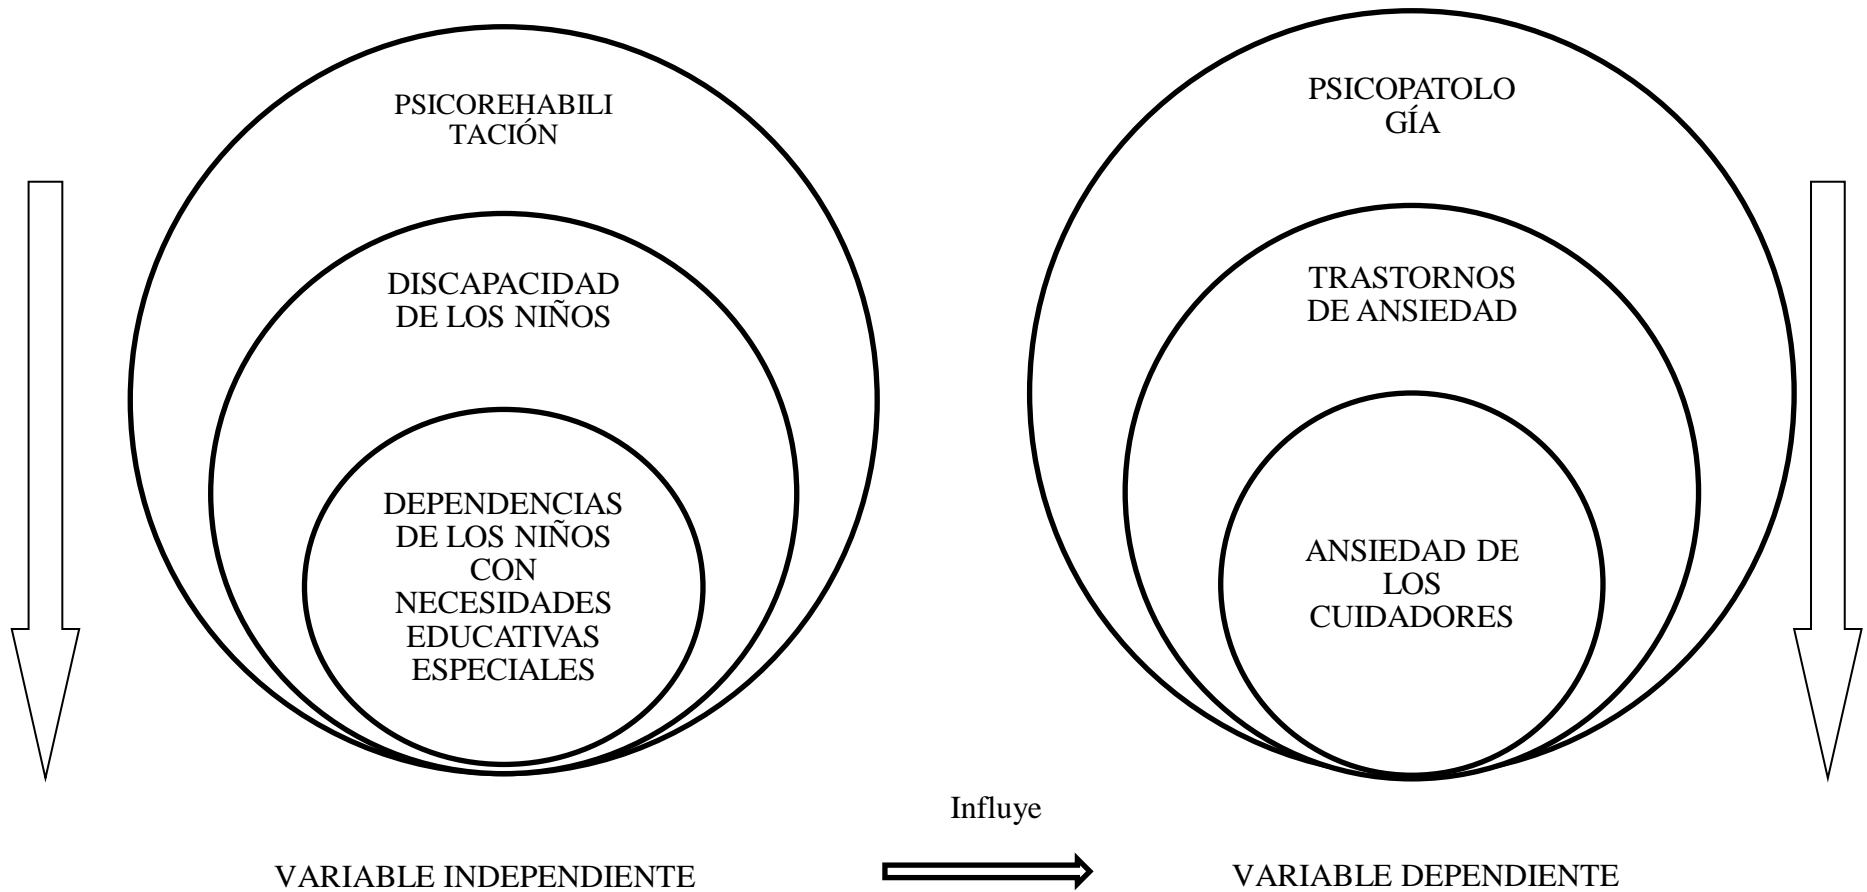 PSICOREHABILI
TACIÓN
DISCAPACIDAD
DE LOS NIÑOS
DEPENDENCIAS
DE LOS NIÑOS
CON
NECESIDADES
EDUCATIVAS
ESPECIALES
PSICOPATOLO
GÍA
TRASTORNOS
DE ANSIEDAD
ANSIEDAD DE
LOS
CUIDADORES
Influye
VARIABLE INDEPENDIENTE
VARIABLE DEPENDIENTE